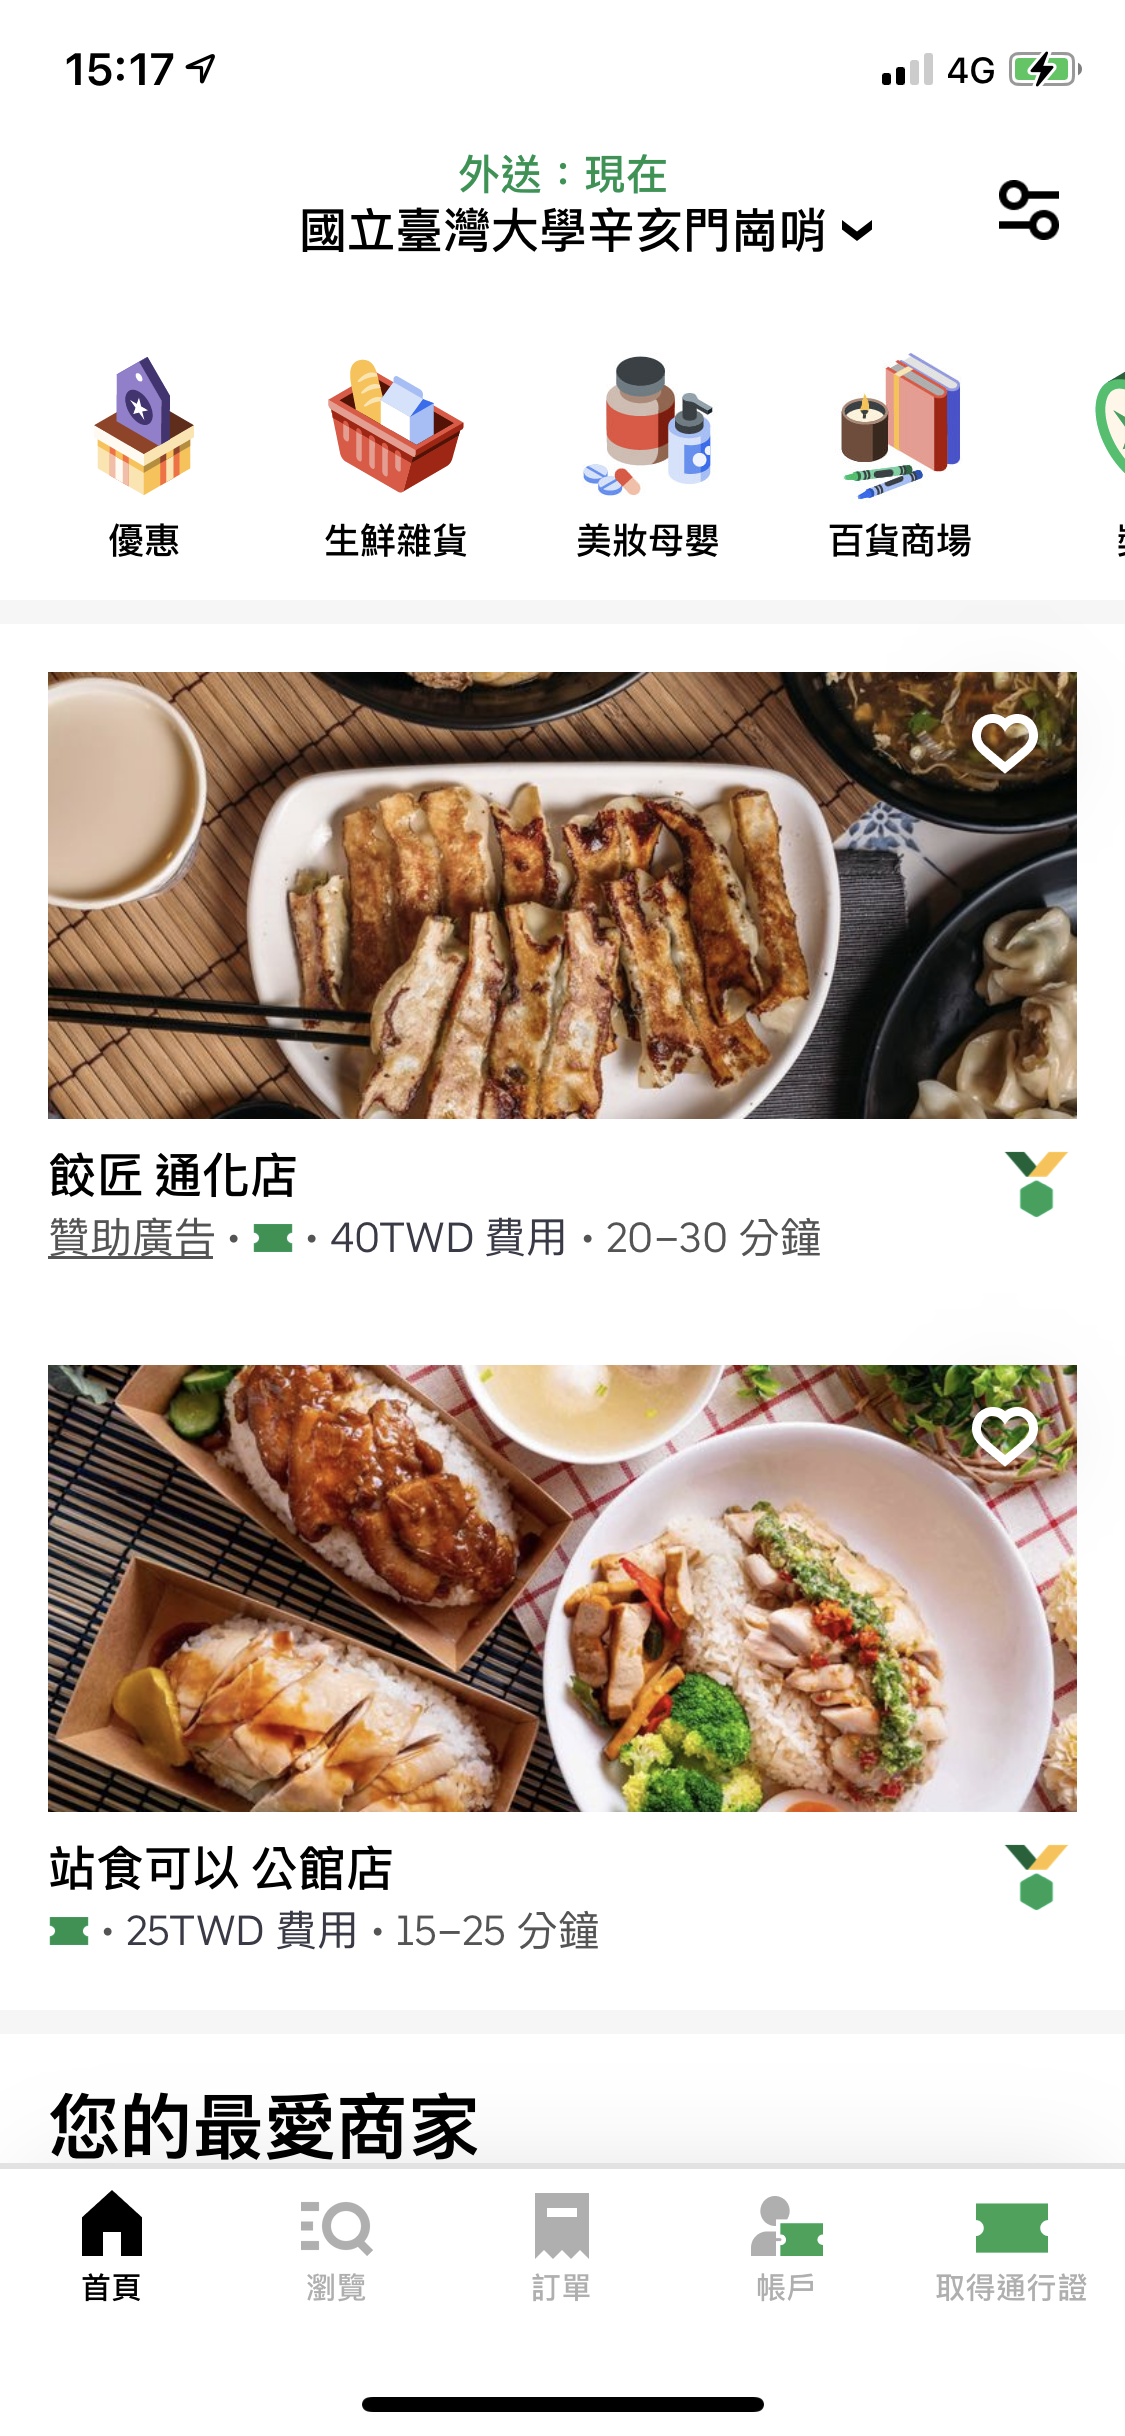 15:17
4G
外送：現在
國立臺灣大學辛亥門崗哨
優惠
生鮮雜貨
美妝母嬰
百貨商場
餃匠 通化店
贊助廣告 • • 40TWD 費用 • 20–30 分鐘
站食可以 公館店
• 25TWD 費用 • 15–25 分鐘
您的最愛商家
首頁
瀏覽
訂單
帳戶
取得通行證